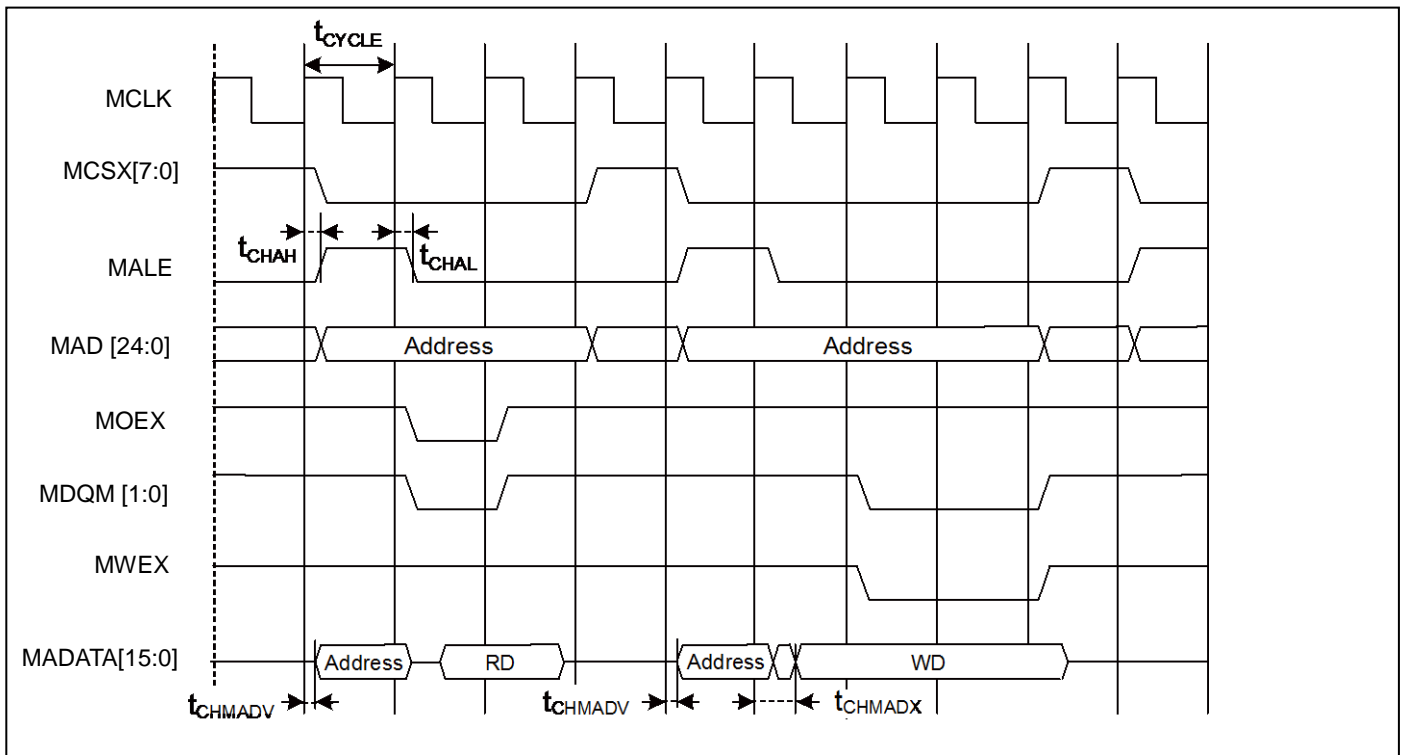 tCYCLE
MCLK
MCSX[7:0]
tCHAH
tCHAL
MALE
MAD [24:0]
Address
Address
MOEX
MDQM [1:0]
MWEX
MADATA[15:0]
Address
RD
Address
WD
tCHMADV
tCHMADV
tCHMADX